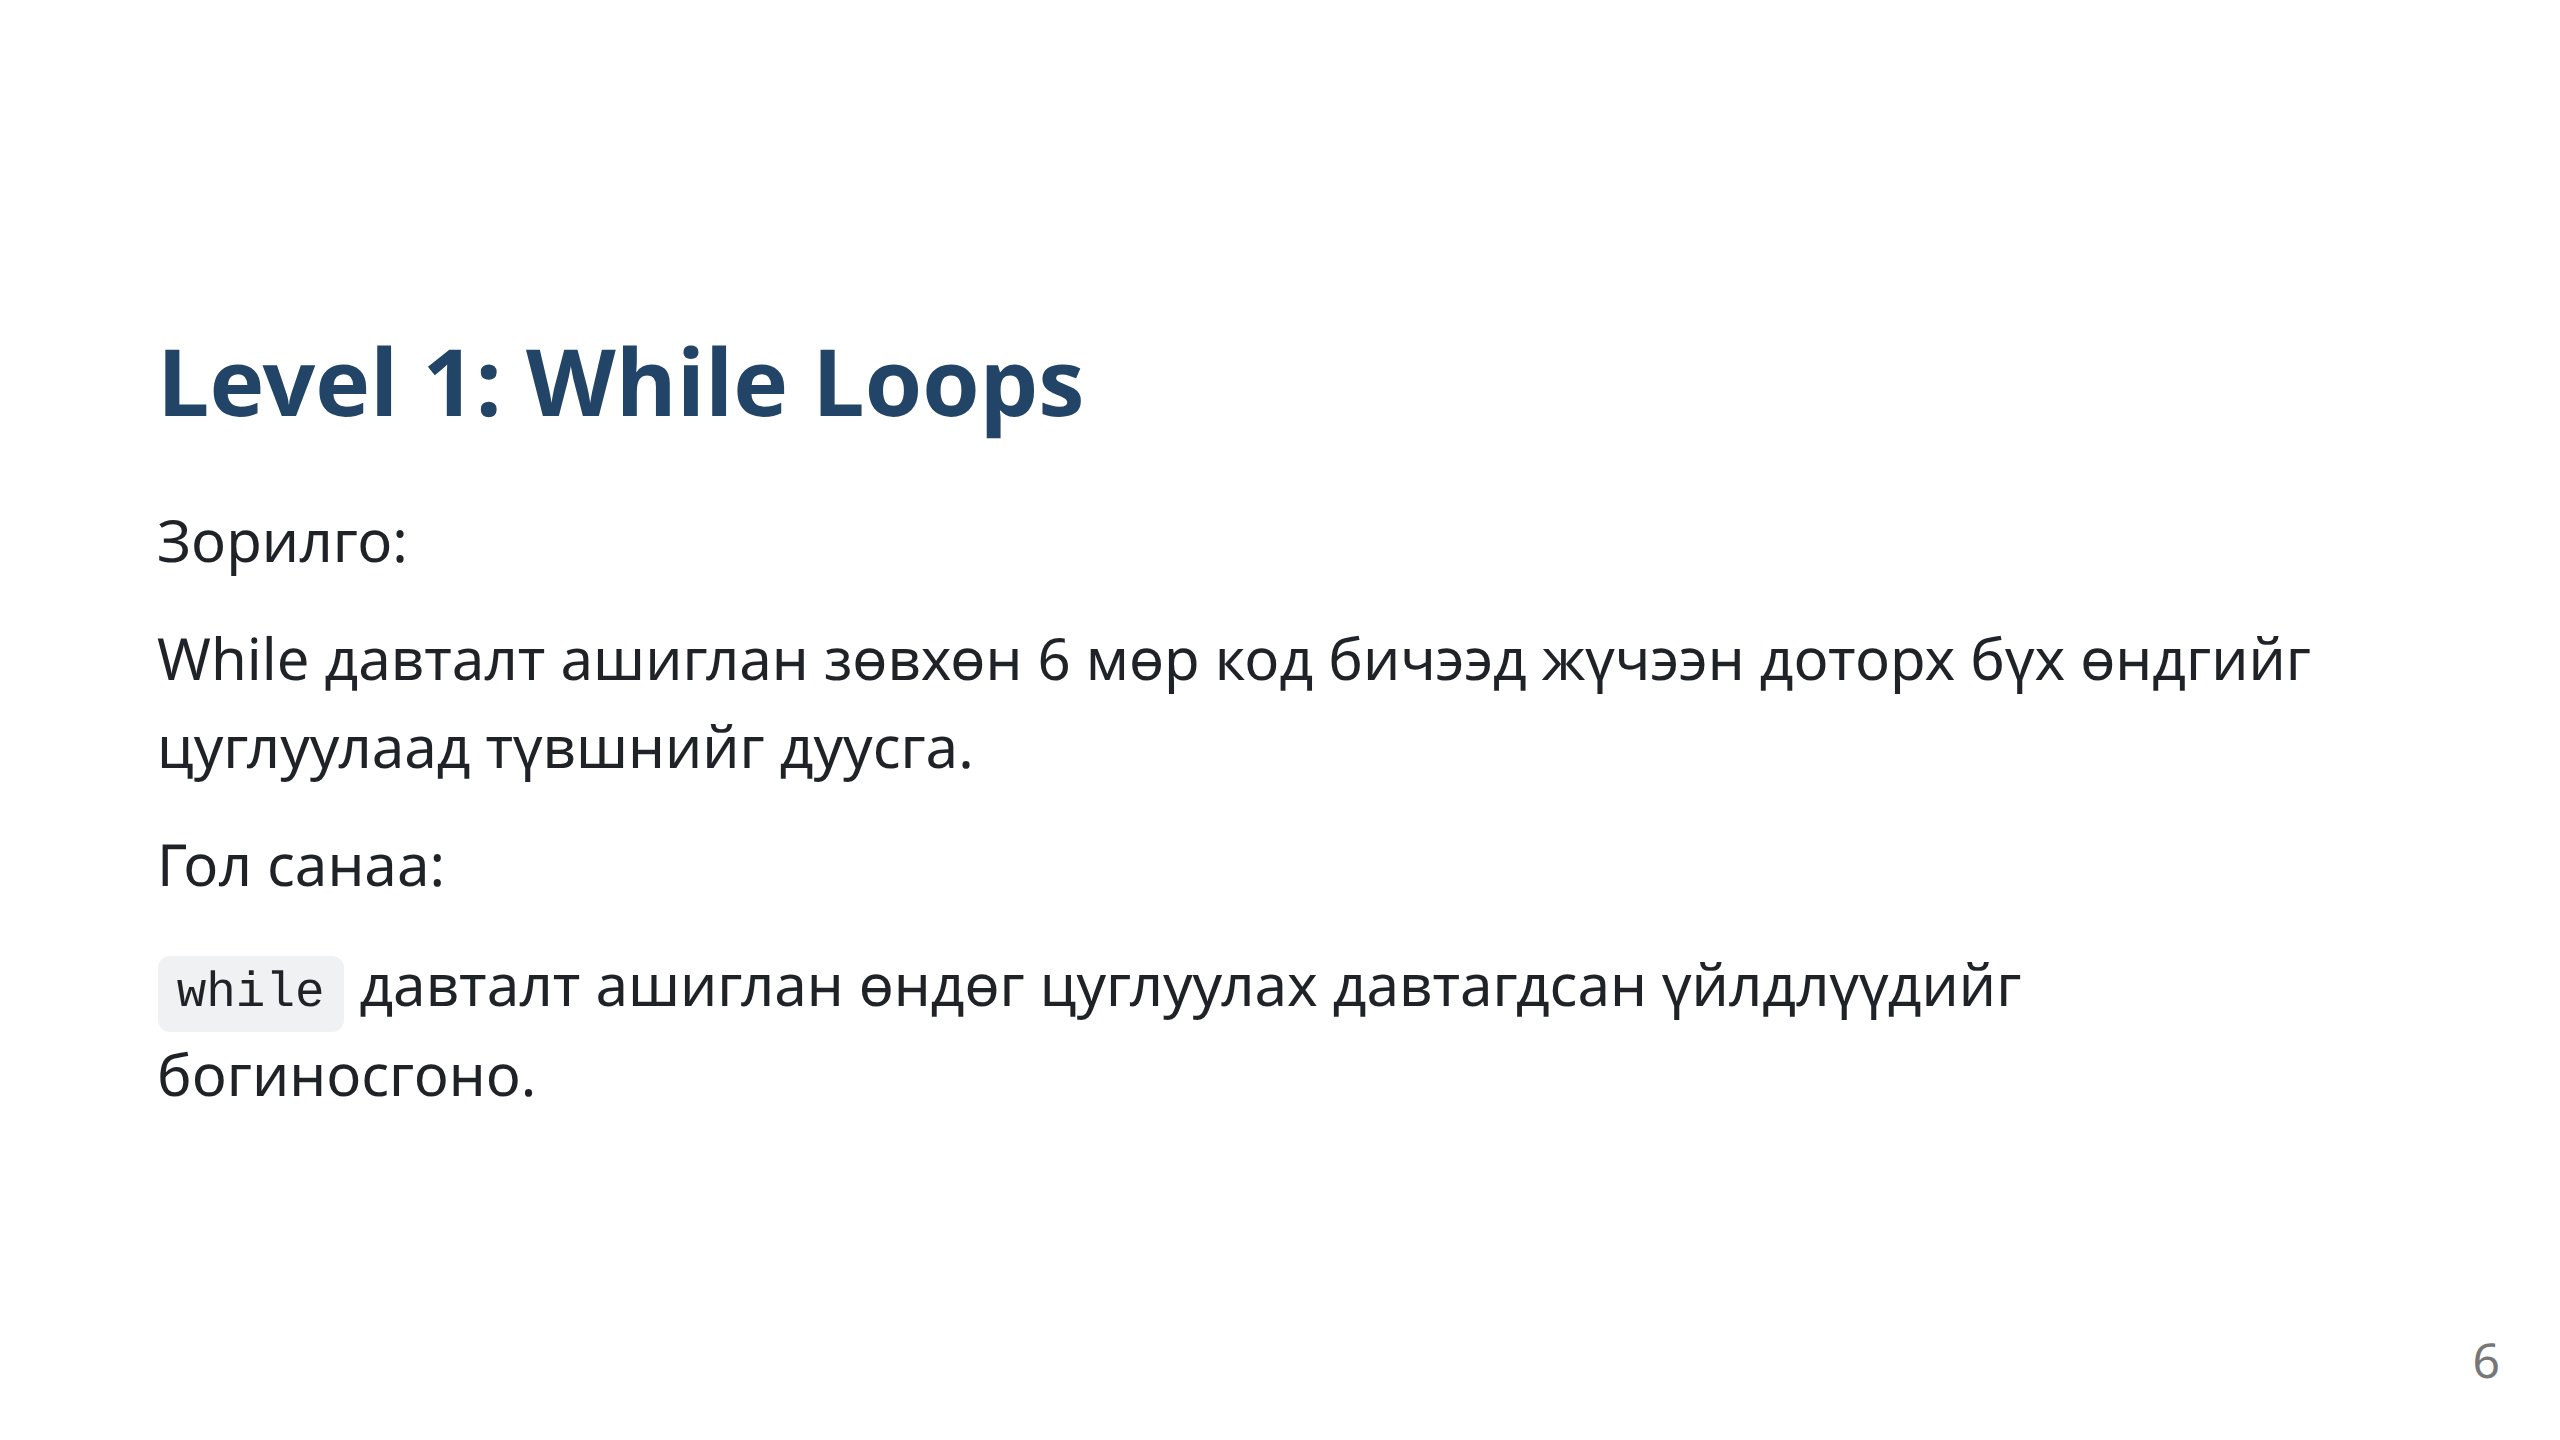 Level 1: While Loops
Зорилго:
While давталт ашиглан зөвхөн 6 мөр код бичээд жүчээн доторх бүх өндгийг
цуглуулаад түвшнийг дуусга.
Гол санаа:
while давталт ашиглан өндөг цуглуулах давтагдсан үйлдлүүдийг
богиносгоно.
6